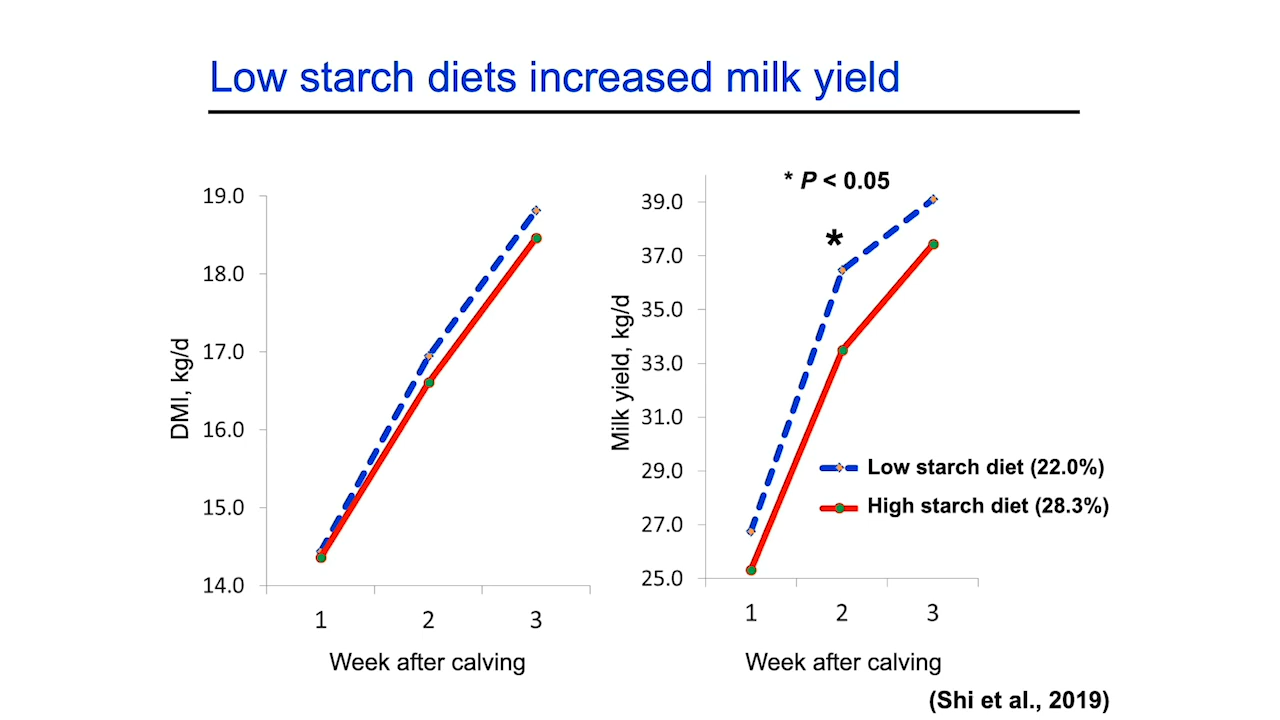 Low starch diets increased milk yield
19.0
18.0
17.0
16.0
15.0
14.0
DMI, kg/d
1 2 3
Week after calving
* P < 0.05
*
39.0
37.0
35.0
33.0
31.0
29.0
27.0
25.0
Milk yield, kg/d
Low starch diet (22.0%)
High starch diet (28.3%)
1 2 3
Week after calving
(Shi et al., 2019)